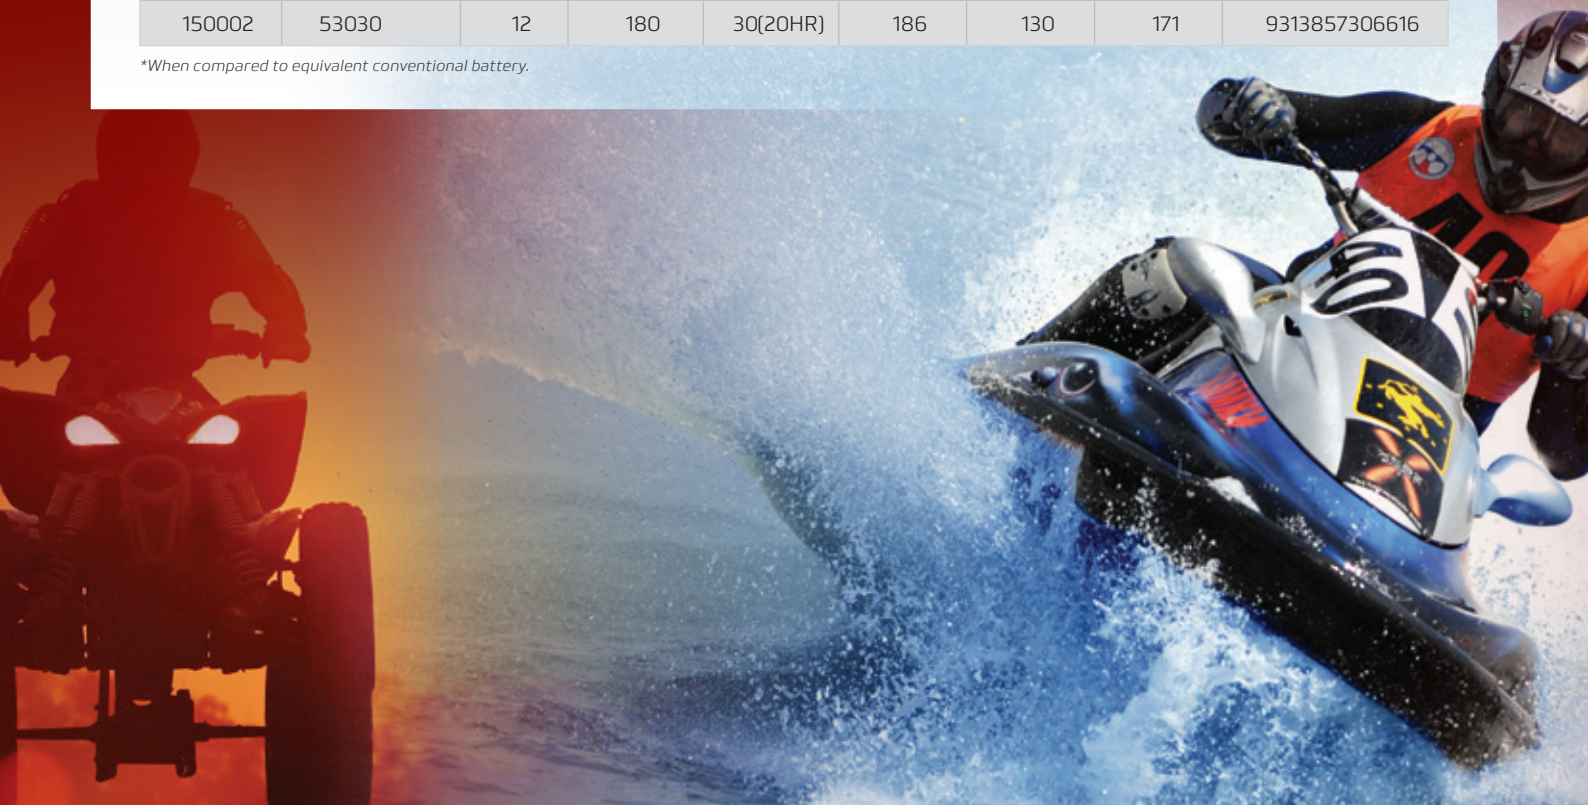 150002 53030 12 180 30(20HR) 186 130 171 9313857306616
*When compared to equivalent conventional battery.